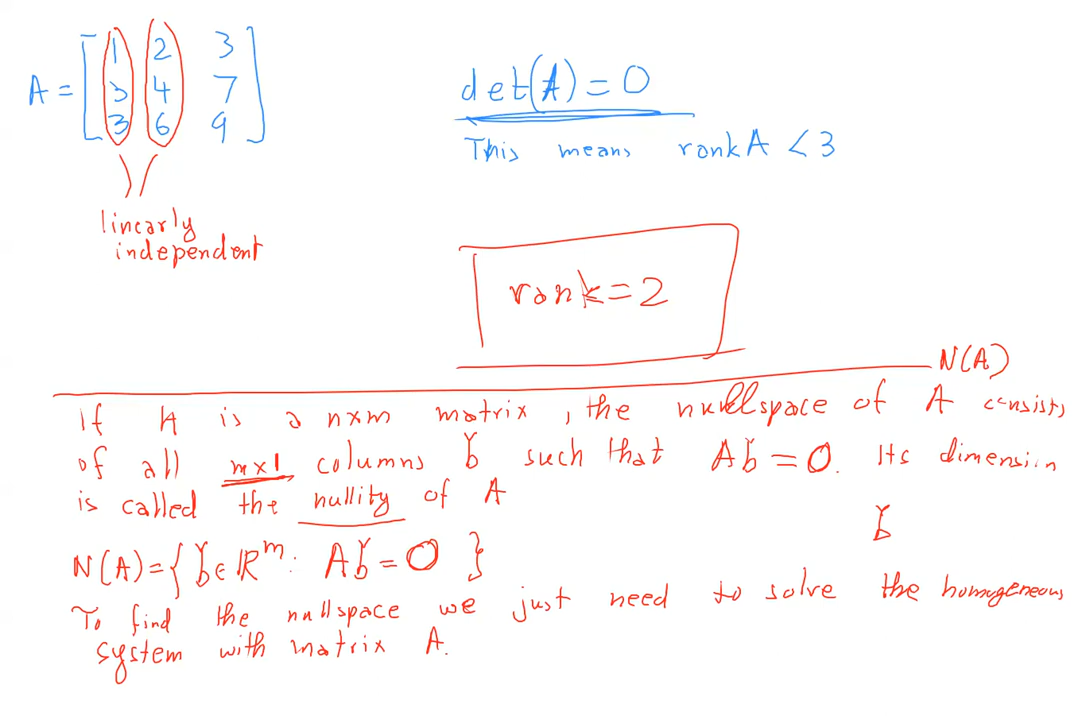 A = [ 1 2 3
3 4 7
3 6 9 ]
linearly
independent
det(A) = 0
This means rank A < 3
rank = 2
N(A)
If A is a n×m matrix, the nullspace of A consists
of all m×1 columns b̌ such that Ab̌ = 0. Its dimension
is called the nullity of A
b̌
N(A) = { b̌ ∈ ℝᵐ: Ab̌ = 0 }
To find the nullspace we just need to solve the homogeneous
system with matrix A.